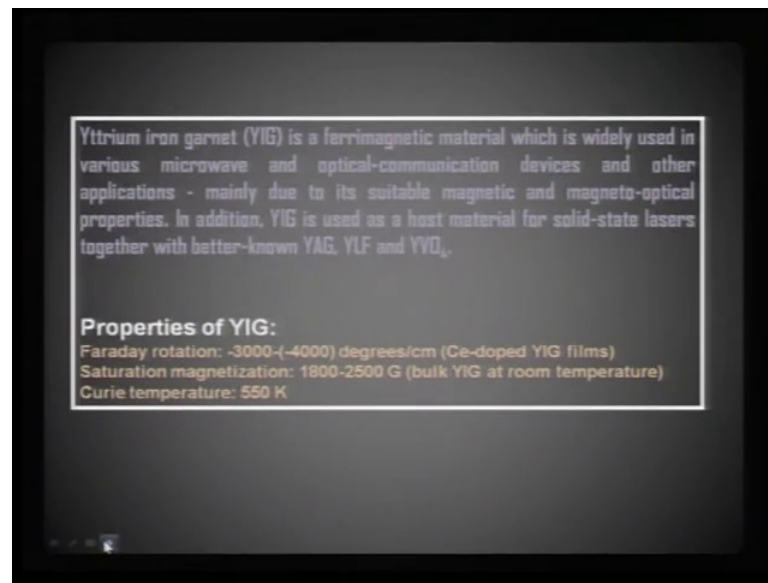 Yttrium iron garnet (YIG) is a ferrimagnetic material which is widely used in
various microwave and optical-communication devices and other
applications - mainly due to its suitable magnetic and magneto-optical
properties. In addition, YIG is used as a host material for solid-state lasers
together with better-known YAG, YLF and YVO₄.
Properties of YIG:
Faraday rotation: -3000-(-4000) degrees/cm (Ce-doped YIG films)
Saturation magnetization: 1800-2500 G (bulk YIG at room temperature)
Curie temperature: 550 K